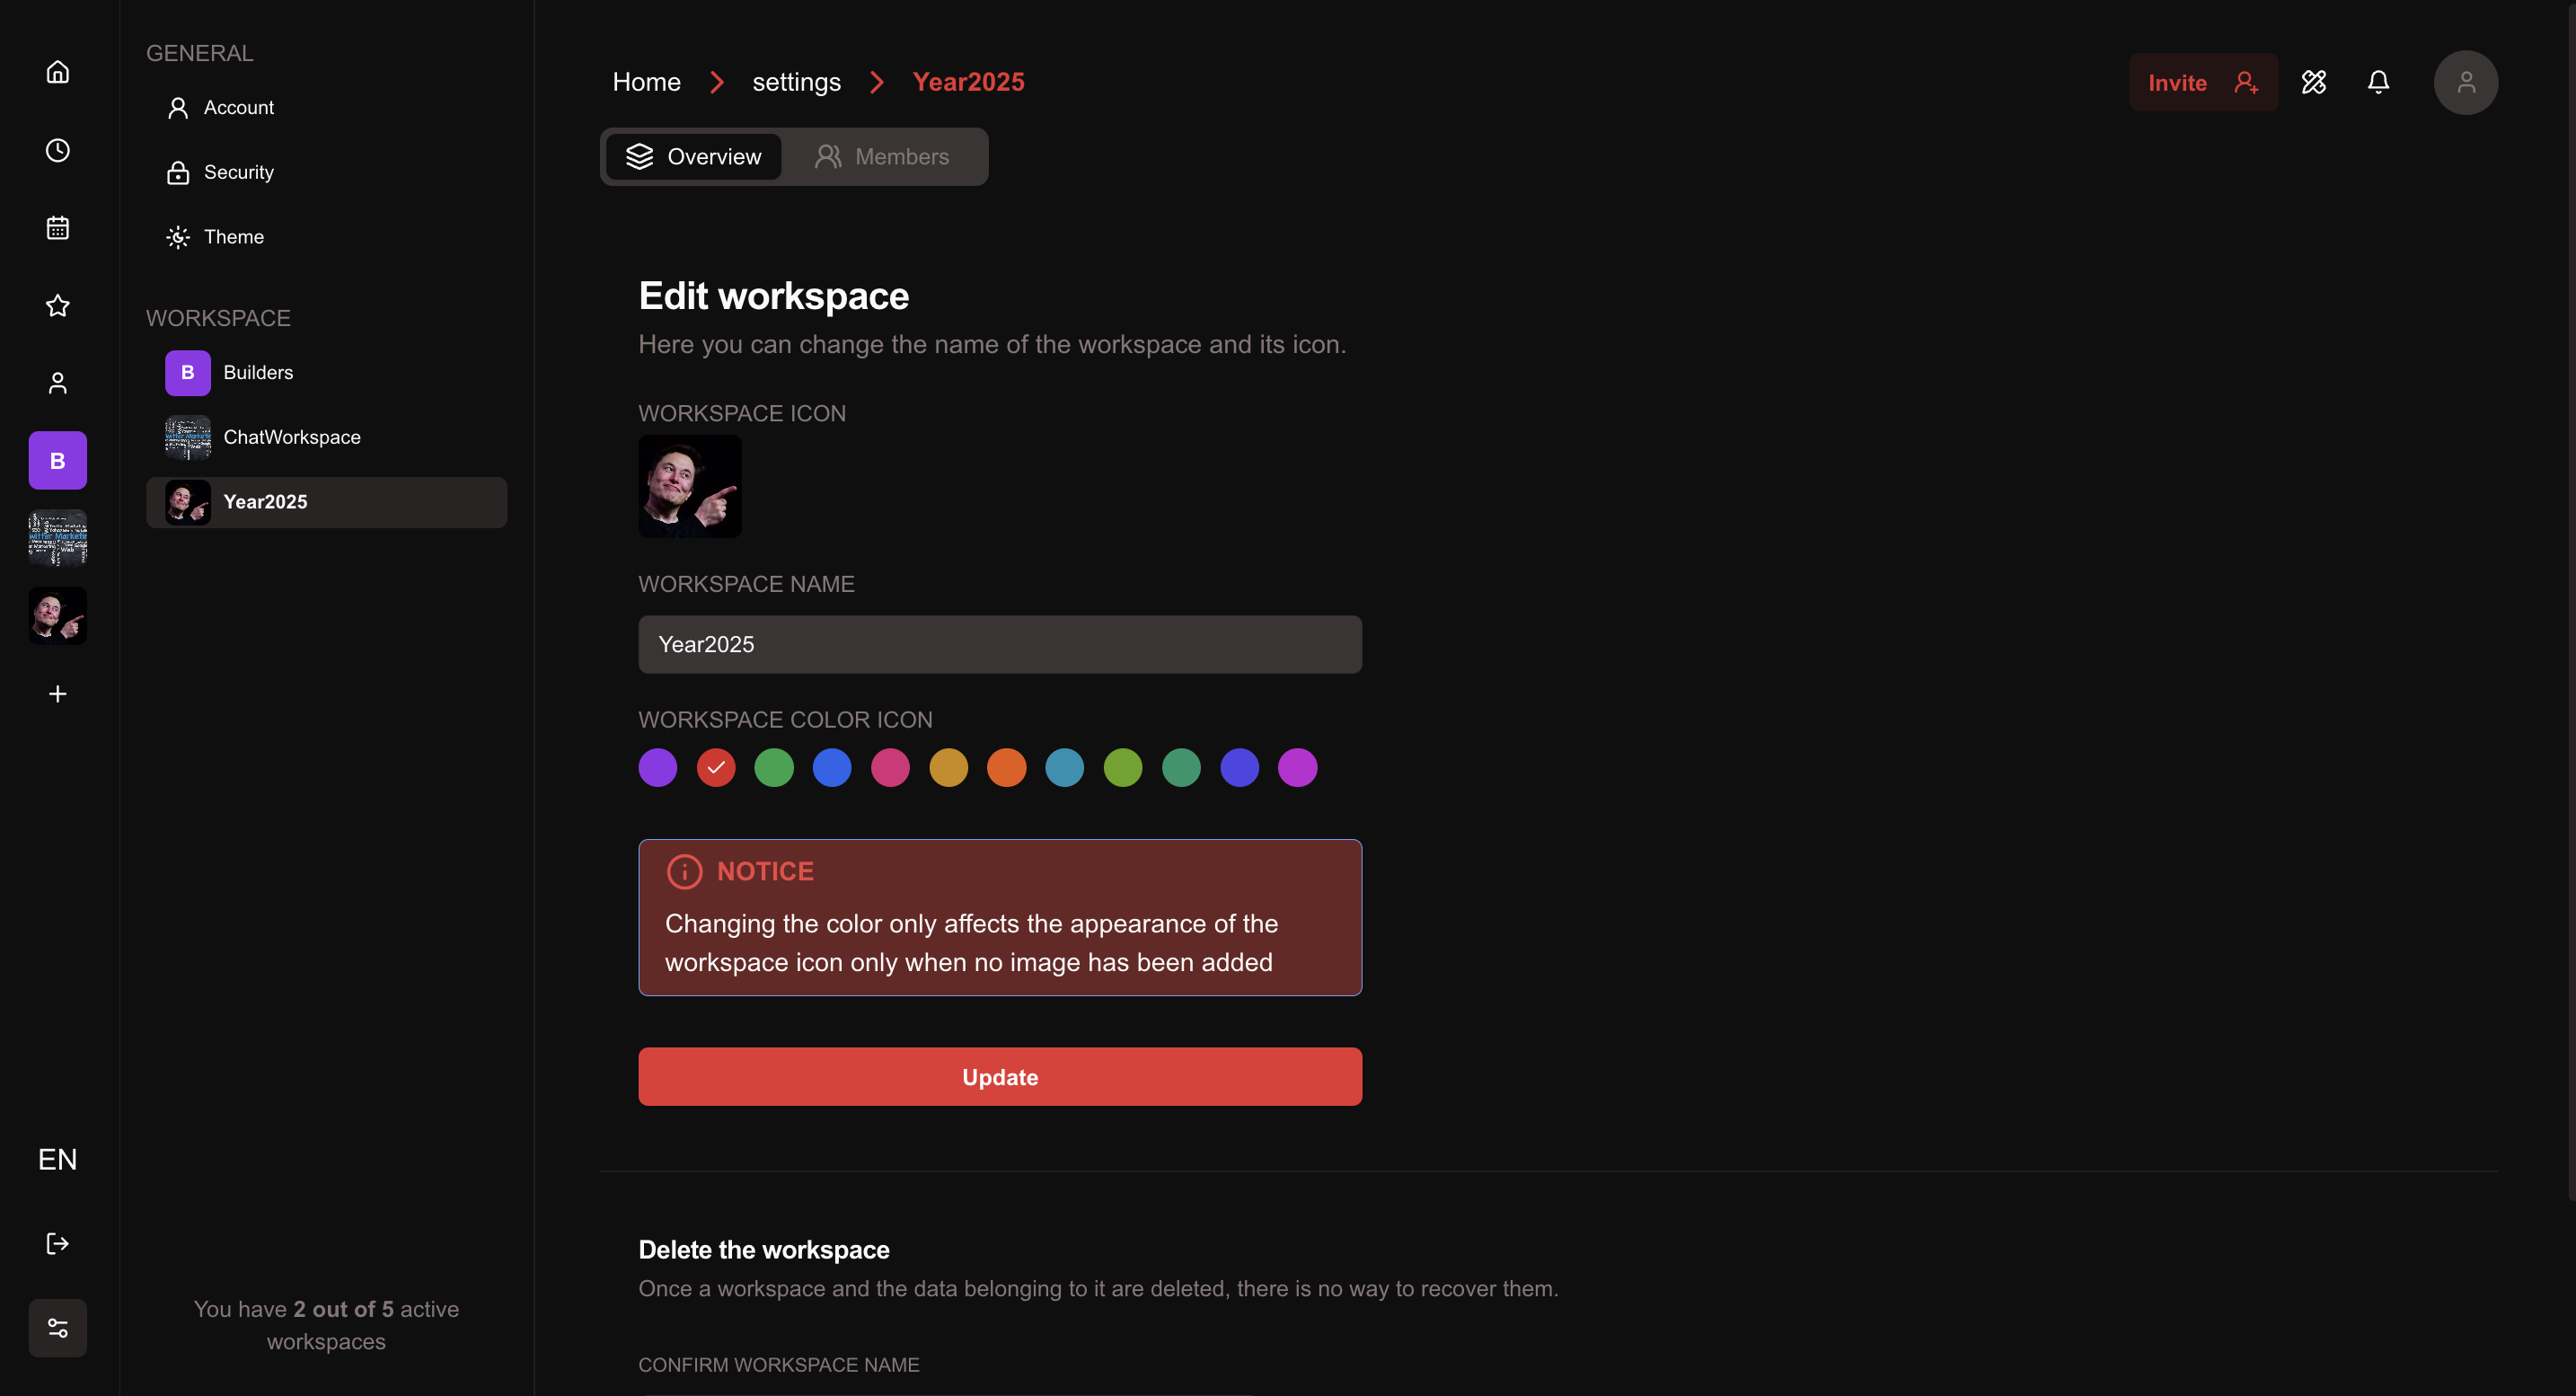 GENERAL
Account
Security
Theme
WORKSPACE
B Builders
ChatWorkspace
Year2025
B
EN
You have 2 out of 5 active
workspaces
Home settings Year2025
Invite
Overview Members
Edit workspace
Here you can change the name of the workspace and its icon.
WORKSPACE ICON
WORKSPACE NAME
Year2025
WORKSPACE COLOR ICON
NOTICE
Changing the color only affects the appearance of the
workspace icon only when no image has been added
Update
Delete the workspace
Once a workspace and the data belonging to it are deleted, there is no way to recover them.
CONFIRM WORKSPACE NAME